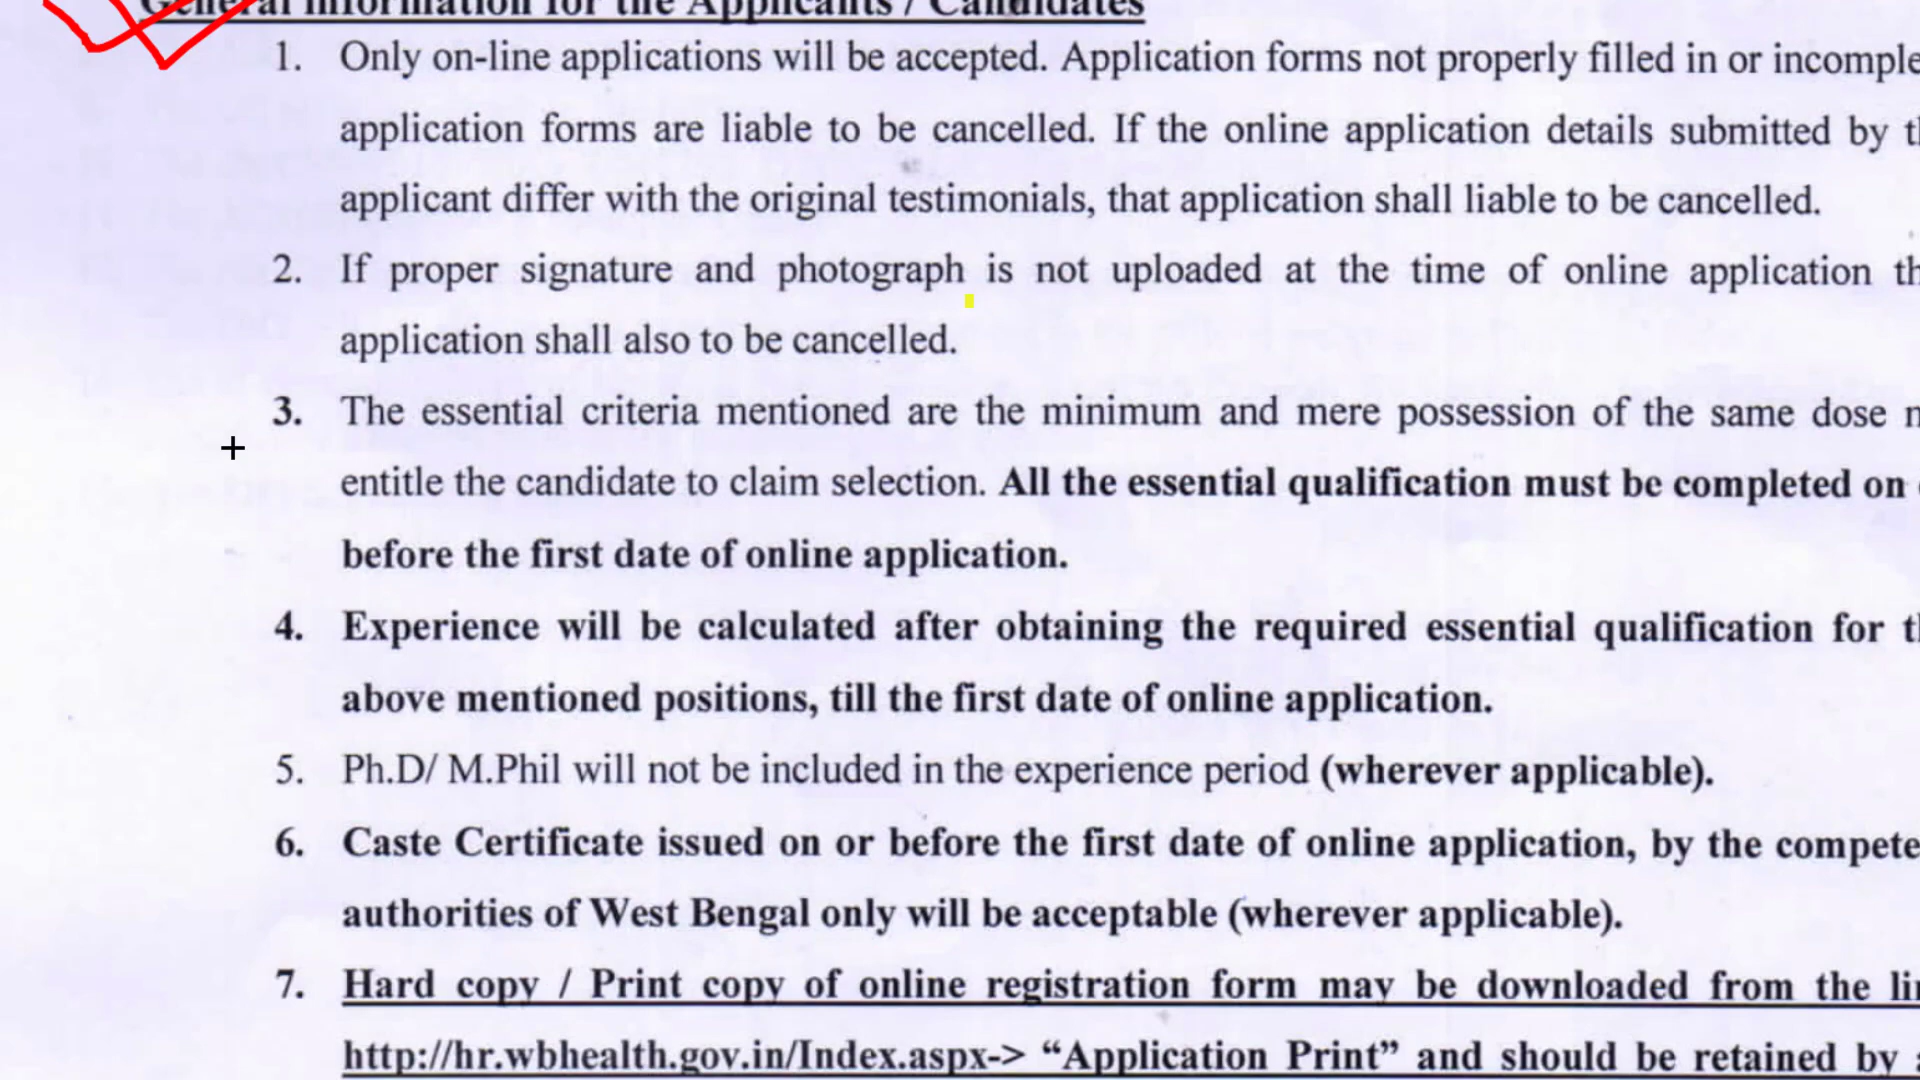 General Information for the Applicants / Candidates
1. Only on-line applications will be accepted. Application forms not properly filled in or incomple
application forms are liable to be cancelled. If the online application details submitted by th
applicant differ with the original testimonials, that application shall liable to be cancelled.
2. If proper signature and photograph is not uploaded at the time of online application th
application shall also to be cancelled.
3. The essential criteria mentioned are the minimum and mere possession of the same dose n
entitle the candidate to claim selection. All the essential qualification must be completed on
before the first date of online application.
4. Experience will be calculated after obtaining the required essential qualification for th
above mentioned positions, till the first date of online application.
5. Ph.D/ M.Phil will not be included in the experience period (wherever applicable).
6. Caste Certificate issued on or before the first date of online application, by the compete
authorities of West Bengal only will be acceptable (wherever applicable).
7. Hard copy / Print copy of online registration form may be downloaded from the lin
http://hr.wbhealth.gov.in/Index.aspx-> “Application Print” and should be retained by a